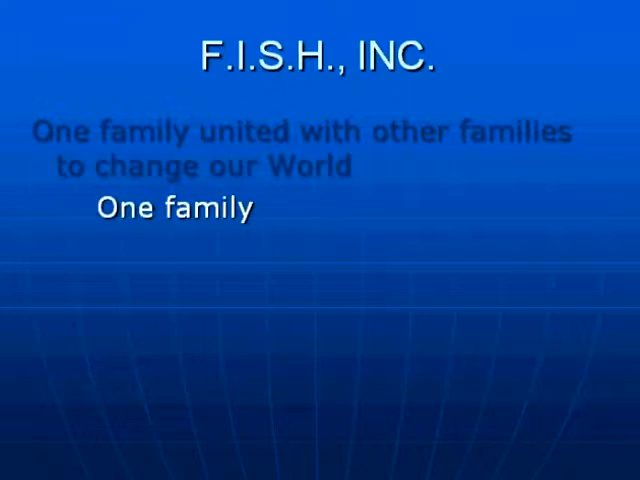 F.I.S.H., INC.
One family united with other families
to change our World
One family